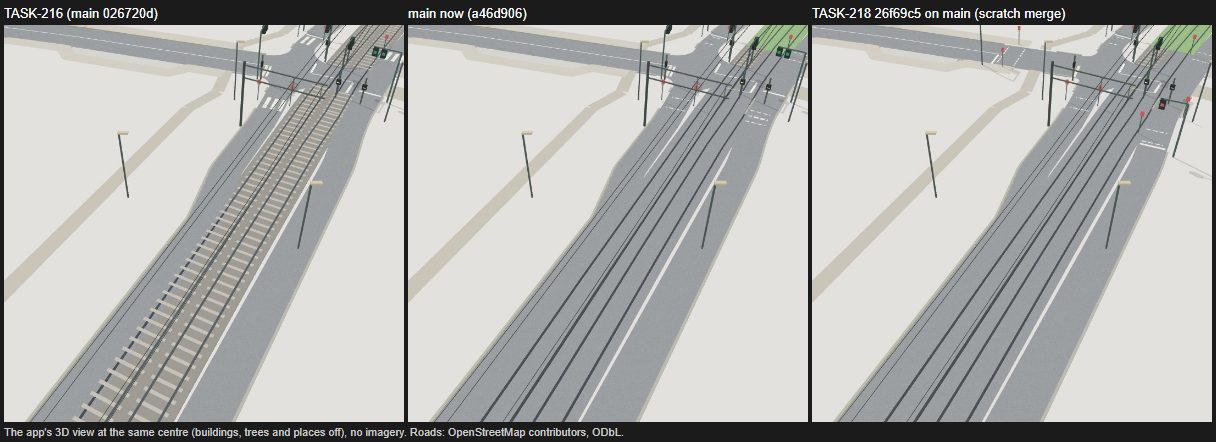 TASK-216 (main 026720d)
main now (a46d906)
TASK-218 26f69c5 on main (scratch merge)
The app's 3D view at the same centre (buildings, trees and places off), no imagery. Roads: OpenStreetMap contributors, ODbL.